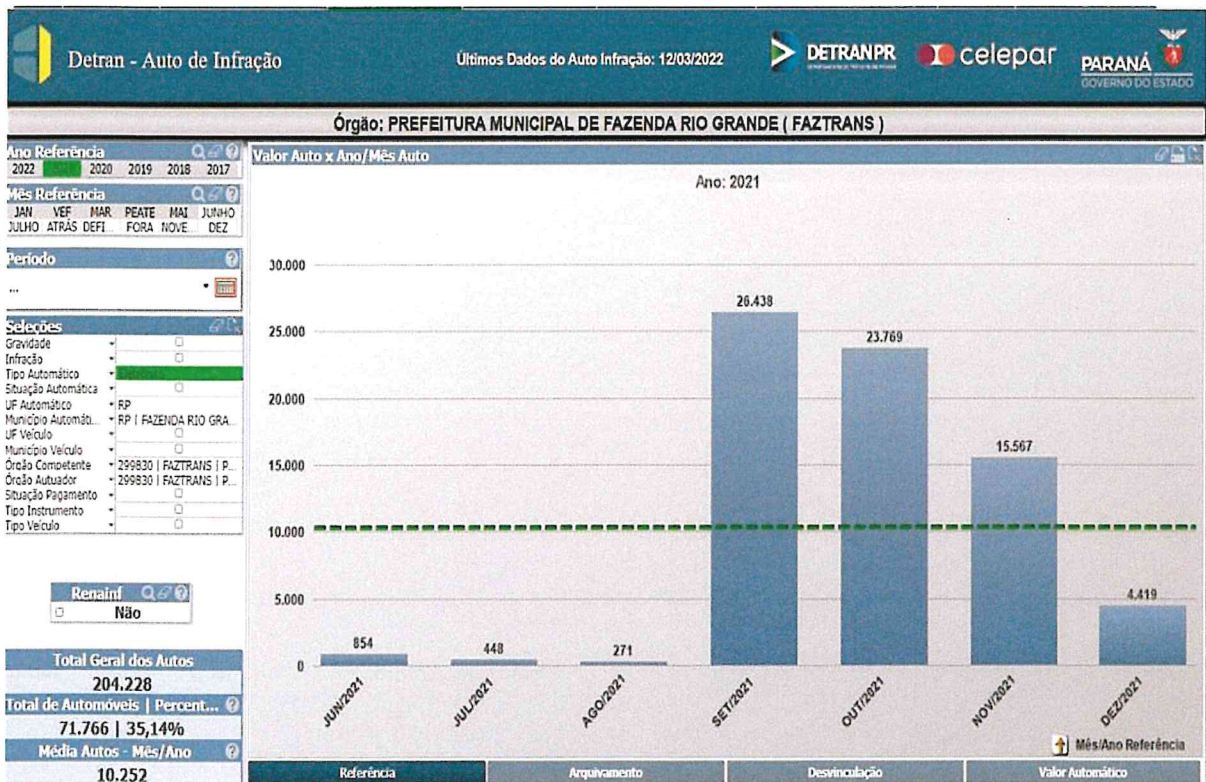 Detran - Auto de Infração
Últimos Dados do Auto Infração: 12/03/2022
DETRANPR
celepar
PARANÁ
GOVERNO DO ESTADO
Órgão: PREFEITURA MUNICIPAL DE FAZENDA RIO GRANDE ( FAZTRANS )
Ano Referência
2022 2020 2019 2018 2017
Mês Referência
JAN VEF MAR PEATE MAI JUNHO
JULHO ATRÁS DEFI... FORA NOVE... DEZ
Período
...
Seleções
Gravidade
Infração
Tipo Automático
Situação Automática
UF Automático RP
Município Automáti... RP | FAZENDA RIO GRA...
UF Veículo
Município Veículo
Órgão Competente 299830 | FAZTRANS | P...
Órgão Autuador 299830 | FAZTRANS | P...
Situação Pagamento
Tipo Instrumento
Tipo Veículo
Renainf
Não
Total Geral dos Autos
204.228
Total de Automóveis | Percent...
71.766 | 35,14%
Média Autos - Mês/Ano
10.252
Valor Auto x Ano/Mês Auto
Ano: 2021
30.000
25.000
20.000
15.000
10.000
5.000
0
854
448
271
26.438
23.769
15.567
4.419
JUN/2021
JUL/2021
AGO/2021
SET/2021
OUT/2021
NOV/2021
DEZ/2021
Mês/Ano Referência
Referência
Arquivamento
Desvinculação
Valor Automático